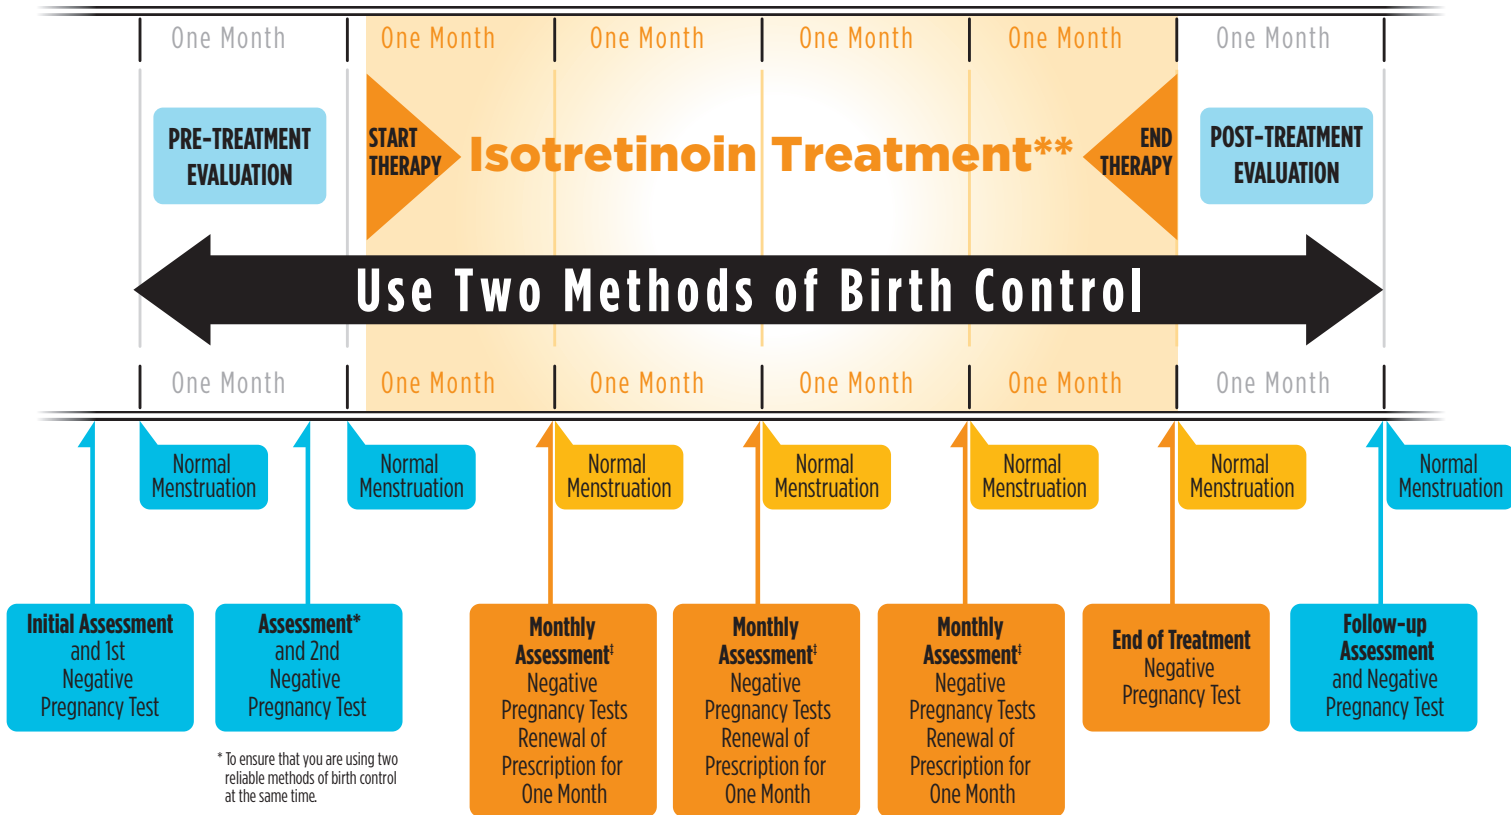 One Month
One Month
One Month
One Month
One Month
One Month
PRE-TREATMENT
EVALUATION
START
THERAPY
Isotretinoin Treatment**
END
THERAPY
POST-TREATMENT
EVALUATION
Use Two Methods of Birth Control
One Month
One Month
One Month
One Month
One Month
One Month
Normal
Menstruation
Normal
Menstruation
Normal
Menstruation
Normal
Menstruation
Normal
Menstruation
Normal
Menstruation
Normal
Menstruation
Initial Assessment
and 1st
Negative
Pregnancy Test
Assessment*
and 2nd
Negative
Pregnancy Test
* To ensure that you are using two
reliable methods of birth control
at the same time.
Monthly
Assessment‡
Negative
Pregnancy Tests
Renewal of
Prescription for
One Month
Monthly
Assessment‡
Negative
Pregnancy Tests
Renewal of
Prescription for
One Month
Monthly
Assessment‡
Negative
Pregnancy Tests
Renewal of
Prescription for
One Month
End of Treatment
Negative
Pregnancy Test
Follow-up
Assessment
and Negative
Pregnancy Test